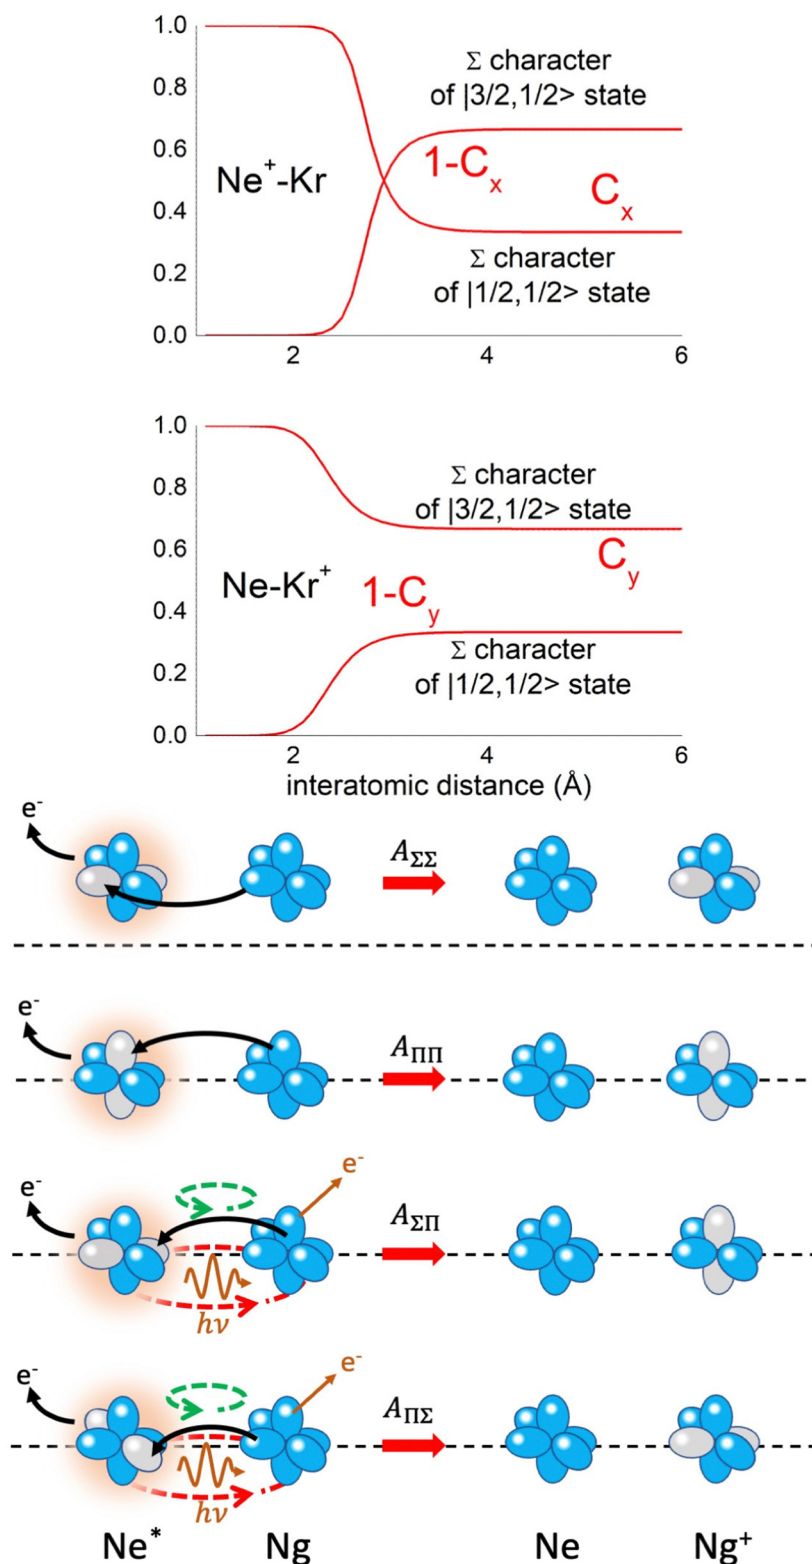 1.0
0.8
0.6
0.4
0.2
0.0
Σ character
of |3/2,1/2> state
Ne⁺-Kr
1-Cₓ
Cₓ
Σ character
of |1/2,1/2> state
2
4
6
1.0
0.8
0.6
0.4
0.2
0.0
Σ character
of |3/2,1/2> state
Ne-Kr⁺
1-C_y
C_y
Σ character
of |1/2,1/2> state
2
4
6
interatomic distance (Å)
e⁻
A_ΣΣ
e⁻
A_ΠΠ
e⁻
e⁻
A_ΣΠ
hν
e⁻
e⁻
A_ΠΣ
hν
Ne* Ng Ne Ng⁺